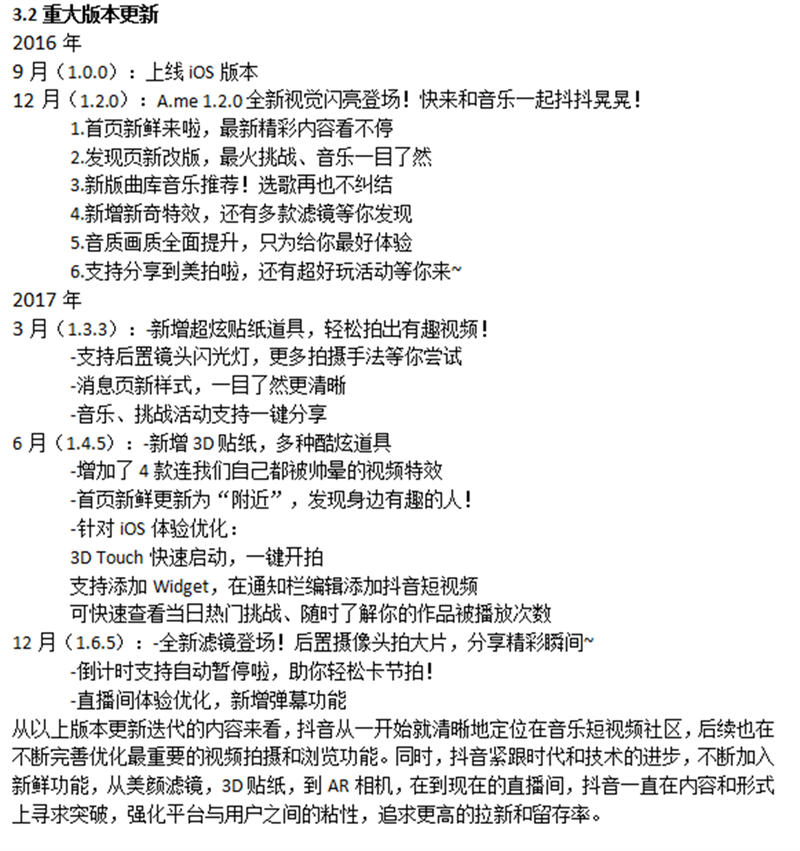 3.2 重大版本更新
2016 年
9 月（1.0.0）：上线 iOS 版本
12 月（1.2.0）：A.me 1.2.0 全新视觉闪亮登场！快来和音乐一起抖抖晃晃！
1.首页新鲜来啦，最新精彩内容看不停
2.发现页新改版，最火挑战、音乐一目了然
3.新版曲库音乐推荐！选歌再也不纠结
4.新增新奇特效，还有多款滤镜等你发现
5.音质画质全面提升，只为给你最好体验
6.支持分享到美拍啦，还有超好玩活动等你来~
2017 年
3 月（1.3.3）：-新增超炫贴纸道具，轻松拍出有趣视频！
-支持后置镜头闪光灯，更多拍摄手法等你尝试
-消息页新样式，一目了然更清晰
-音乐、挑战活动支持一键分享
6 月（1.4.5）：-新增 3D 贴纸，多种酷炫道具
-增加了 4 款连我们自己都被帅晕的视频特效
-首页新鲜更新为“附近”，发现身边有趣的人！
-针对 iOS 体验优化：
3D Touch 快速启动，一键开拍
支持添加 Widget，在通知栏编辑添加抖音短视频
可快速查看当日热门挑战、随时了解你的作品被播放次数
12 月（1.6.5）：-全新滤镜登场！后置摄像头拍大片，分享精彩瞬间~
-倒计时支持自动暂停啦，助你轻松卡节拍！
-直播间体验优化，新增弹幕功能
从以上版本更新迭代的内容来看，抖音从一开始就清晰地定位在音乐短视频社区，后续也在
不断完善优化最重要的视频拍摄和浏览功能。同时，抖音紧跟时代和技术的进步，不断加入
新鲜功能，从美颜滤镜，3D 贴纸，到 AR 相机，在到现在的直播间，抖音一直在内容和形式
上寻求突破，强化平台与用户之间的粘性，追求更高的拉新和留存率。